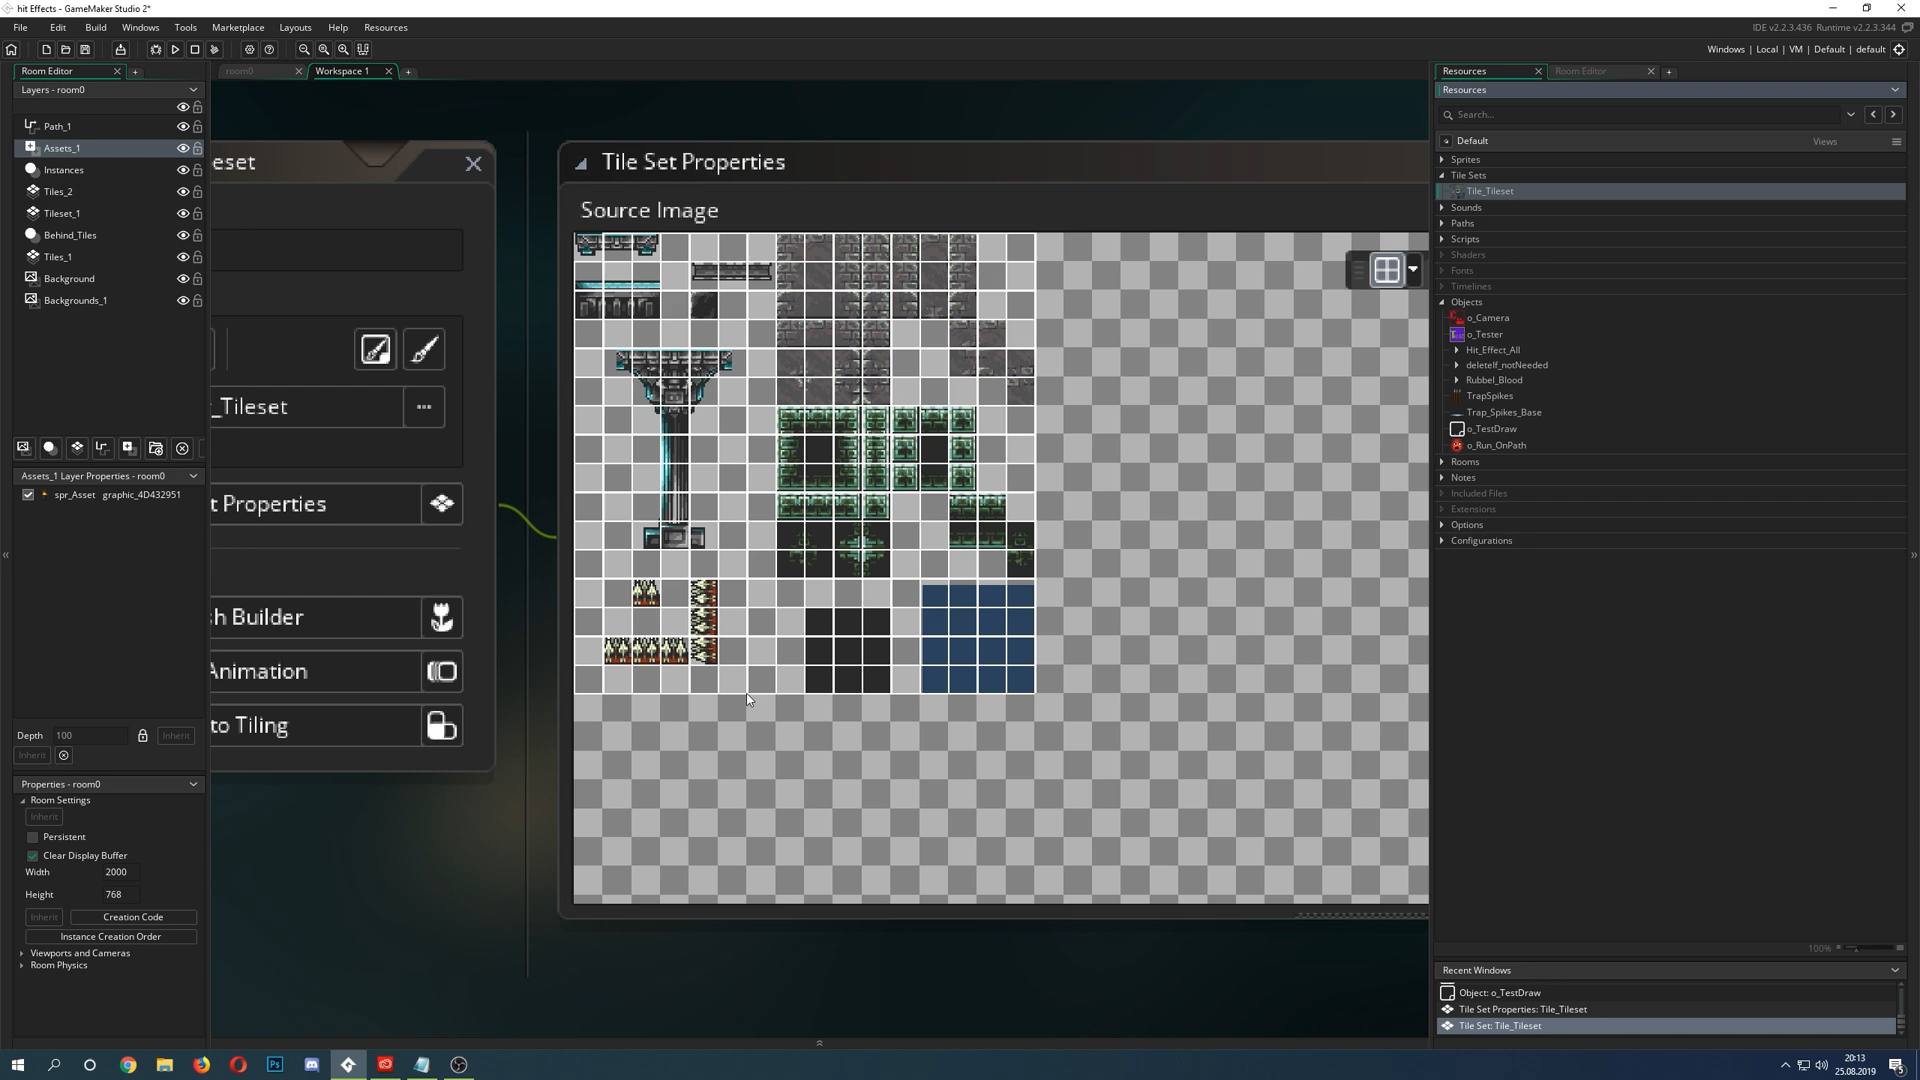 hit Effects - GameMaker Studio 2*
File Edit Build Windows Tools Marketplace Layouts Help Resources
IDE v2.2.3.436 Runtime v2.2.3.344
Windows | Local | VM | Default | default
Room Editor
room0
Workspace 1
Resources
Room Editor
Layers - room0
Path_1
Assets_1
Instances
Tiles_2
Tileset_1
Behind_Tiles
Tiles_1
Background
Backgrounds_1
Assets_1 Layer Properties - room0
spr_Asset graphic_4D432951
Depth 100 Inherit
Inherit
Properties - room0
Room Settings
Inherit
Persistent
Clear Display Buffer
Width 2000
Height 768
Inherit Creation Code
Instance Creation Order
Viewports and Cameras
Room Physics
eset
_Tileset
...
t Properties
sh Builder
Animation
to Tiling
Tile Set Properties
Source Image
Resources
Search...
Default
Views
Sprites
Tile Sets
Tile_Tileset
Sounds
Paths
Scripts
Shaders
Fonts
Timelines
Objects
o_Camera
o_Tester
Hit_Effect_All
deleteIf_notNeeded
Rubbel_Blood
TrapSpikes
Trap_Spikes_Base
o_TestDraw
o_Run_OnPath
Rooms
Notes
Included Files
Extensions
Options
Configurations
100%
Recent Windows
Object: o_TestDraw
Tile Set Properties: Tile_Tileset
Tile Set: Tile_Tileset
20:13
25.08.2019